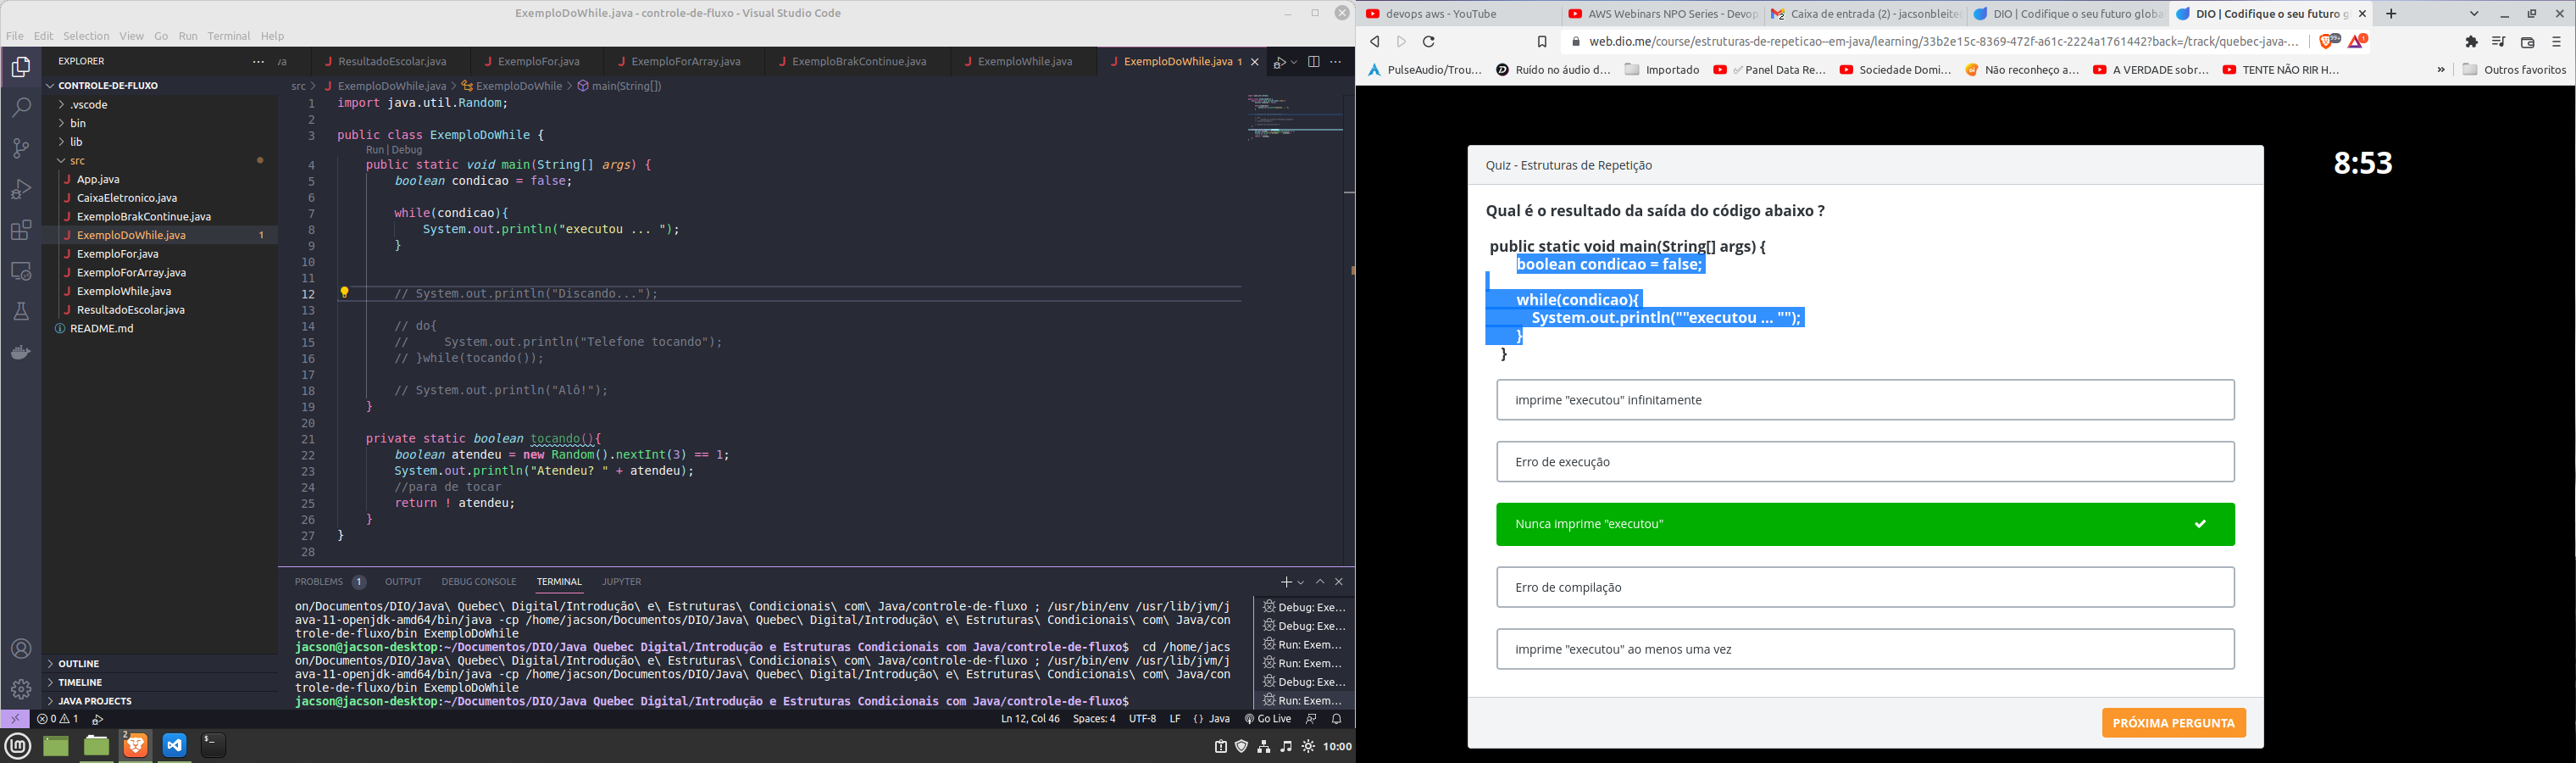 ExemploDoWhile.java - controle-de-fluxo - Visual Studio Code
File Edit Selection View Go Run Terminal Help
EXPLORER
CONTROLE-DE-FLUXO
.vscode
bin
lib
src
App.java
CaixaEletronico.java
ExemploBrakContinue.java
ExemploDoWhile.java 1
ExemploFor.java
ExemploForArray.java
ExemploWhile.java
ResultadoEscolar.java
README.md
OUTLINE
TIMELINE
JAVA PROJECTS
va ResultadoEscolar.java ExemploFor.java ExemploForArray.java ExemploBrakContinue.java ExemploWhile.java ExemploDoWhile.java 1
src > ExemploDoWhile.java > ExemploDoWhile > main(String[])
1 import java.util.Random;
2
3 public class ExemploDoWhile {
Run | Debug
4 public static void main(String[] args) {
5 boolean condicao = false;
6
7 while(condicao){
8 System.out.println("executou ... ");
9 }
10
11
12 // System.out.println("Discando...");
13
14 // do{
15 // System.out.println("Telefone tocando");
16 // }while(tocando());
17
18 // System.out.println("Alô!");
19 }
20
21 private static boolean tocando(){
22 boolean atendeu = new Random().nextInt(3) == 1;
23 System.out.println("Atendeu? " + atendeu);
24 //para de tocar
25 return ! atendeu;
26 }
27 }
28
PROBLEMS 1 OUTPUT DEBUG CONSOLE TERMINAL JUPYTER
on/Documentos/DIO/Java\ Quebec\ Digital/Introdução\ e\ Estruturas\ Condicionais\ com\ Java/controle-de-fluxo ; /usr/bin/env /usr/lib/jvm/j
ava-11-openjdk-amd64/bin/java -cp /home/jacson/Documentos/DIO/Java\ Quebec\ Digital/Introdução\ e\ Estruturas\ Condicionais\ com\ Java/con
trole-de-fluxo/bin ExemploDoWhile
jacson@jacson-desktop:~/Documentos/DIO/Java Quebec Digital/Introdução e Estruturas Condicionais com Java/controle-de-fluxo$ cd /home/jacs
on/Documentos/DIO/Java\ Quebec\ Digital/Introdução\ e\ Estruturas\ Condicionais\ com\ Java/controle-de-fluxo ; /usr/bin/env /usr/lib/jvm/j
ava-11-openjdk-amd64/bin/java -cp /home/jacson/Documentos/DIO/Java\ Quebec\ Digital/Introdução\ e\ Estruturas\ Condicionais\ com\ Java/con
trole-de-fluxo/bin ExemploDoWhile
jacson@jacson-desktop:~/Documentos/DIO/Java Quebec Digital/Introdução e Estruturas Condicionais com Java/controle-de-fluxo$
Debug: Exe...
Debug: Exe...
Run: Exem...
Run: Exem...
Debug: Exe...
Run: Exem...
0 1 Ln 12, Col 46 Spaces: 4 UTF-8 LF {} Java Go Live
2
10:00
devops aws - YouTube AWS Webinars NPO Series - Devop Caixa de entrada (2) - jacsonbleite DIO | Codifique o seu futuro globa DIO | Codifique o seu futuro g
web.dio.me/course/estruturas-de-repeticao--em-java/learning/33b2e15c-8369-472f-a61c-2224a1761442?back=/track/quebec-java-... 99+ 1
PulseAudio/Trou... Ruído no áudio d... Importado Panel Data Re... Sociedade Domi... Não reconheço a... A VERDADE sobr... TENTE NÃO RIR H... » Outros favoritos
Quiz - Estruturas de Repetição
8:53
Qual é o resultado da saída do código abaixo ?
public static void main(String[] args) {
boolean condicao = false;
while(condicao){
System.out.println(""executou ... "");
}
}
imprime "executou" infinitamente
Erro de execução
Nunca imprime "executou"
Erro de compilação
imprime "executou" ao menos uma vez
PRÓXIMA PERGUNTA